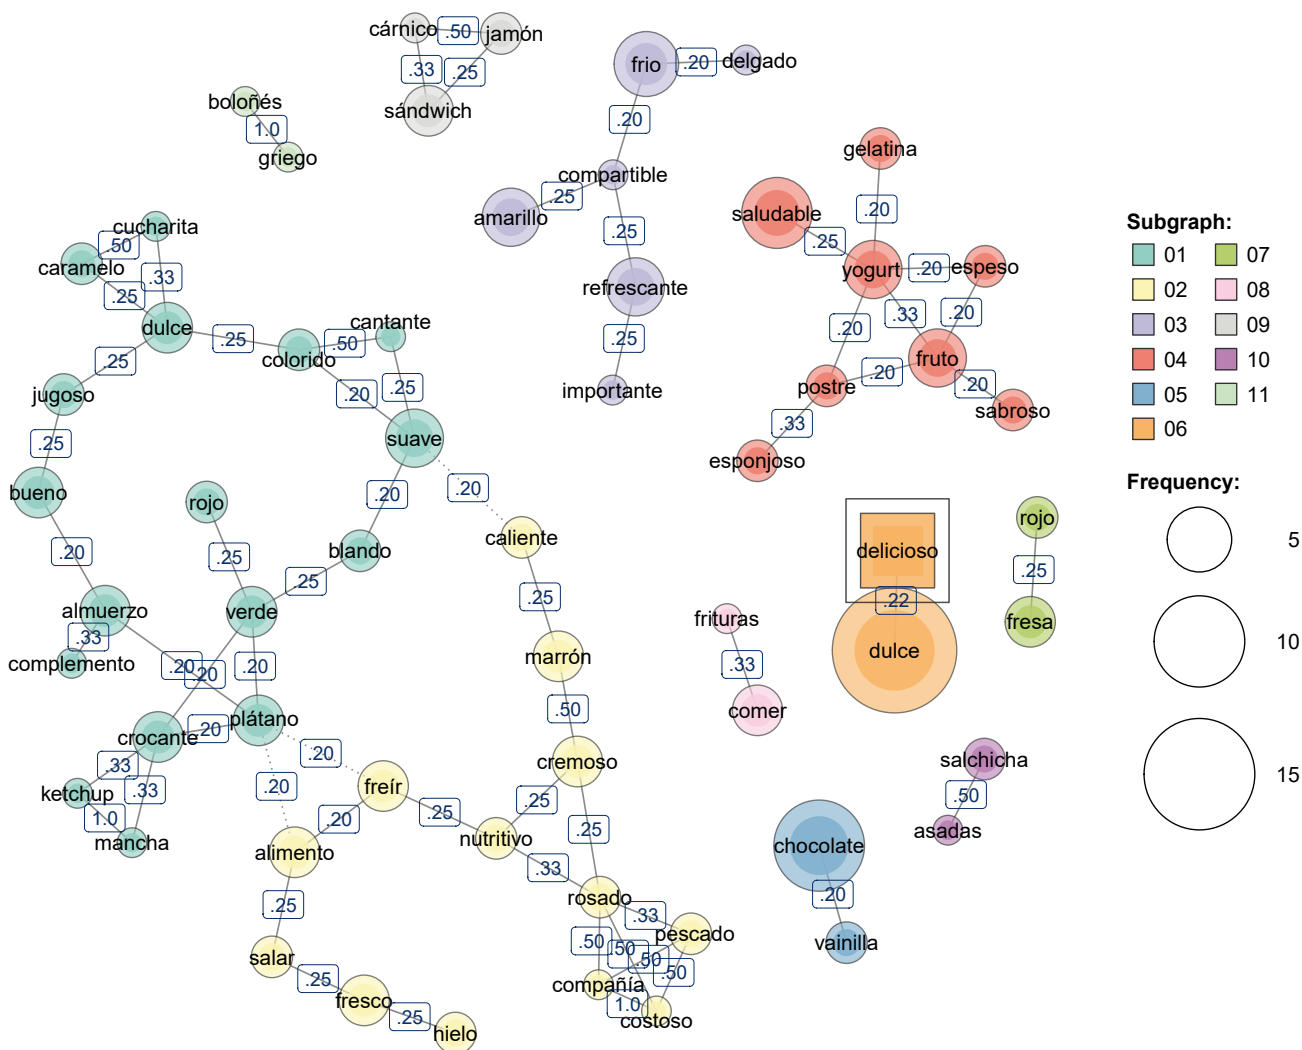 cárnico
.50
jamón
.33
.25
sándwich
boloñés
1.0
griego
frio
.20
delgado
.20
compartible
.25
amarillo
.25
refrescante
.25
importante
gelatina
.20
saludable
.25
yogurt
.20
espeso
.33
.20
.20
fruto
.20
postre
.20
sabroso
.33
esponjoso
cucharita
.50
caramelo
.33
.25
dulce
.25
cantante
.50
colorido
.25
.20
.25
jugoso
suave
.25
bueno
.20
.20
rojo
caliente
.20
.25
blando
.25
.25
almuerzo
verde
.33
complemento
.20
.20
.20
marrón
.50
plátano
.20
crocante
.20
cremoso
.33
.20
ketchup
.33
freír
.25
1.0
mancha
.20
.25
nutritivo
.25
alimento
.33
rosado
.33
.25
pescado
.50
.50
.50
.50
salar
.25
compañía
1.0
costoso
fresco
.25
hielo
delicioso
.22
dulce
rojo
.25
fresa
frituras
.33
comer
salchicha
.50
asadas
chocolate
.20
vainilla
Subgraph:
01 07
02 08
03 09
04 10
05 11
06
Frequency:
5
10
15